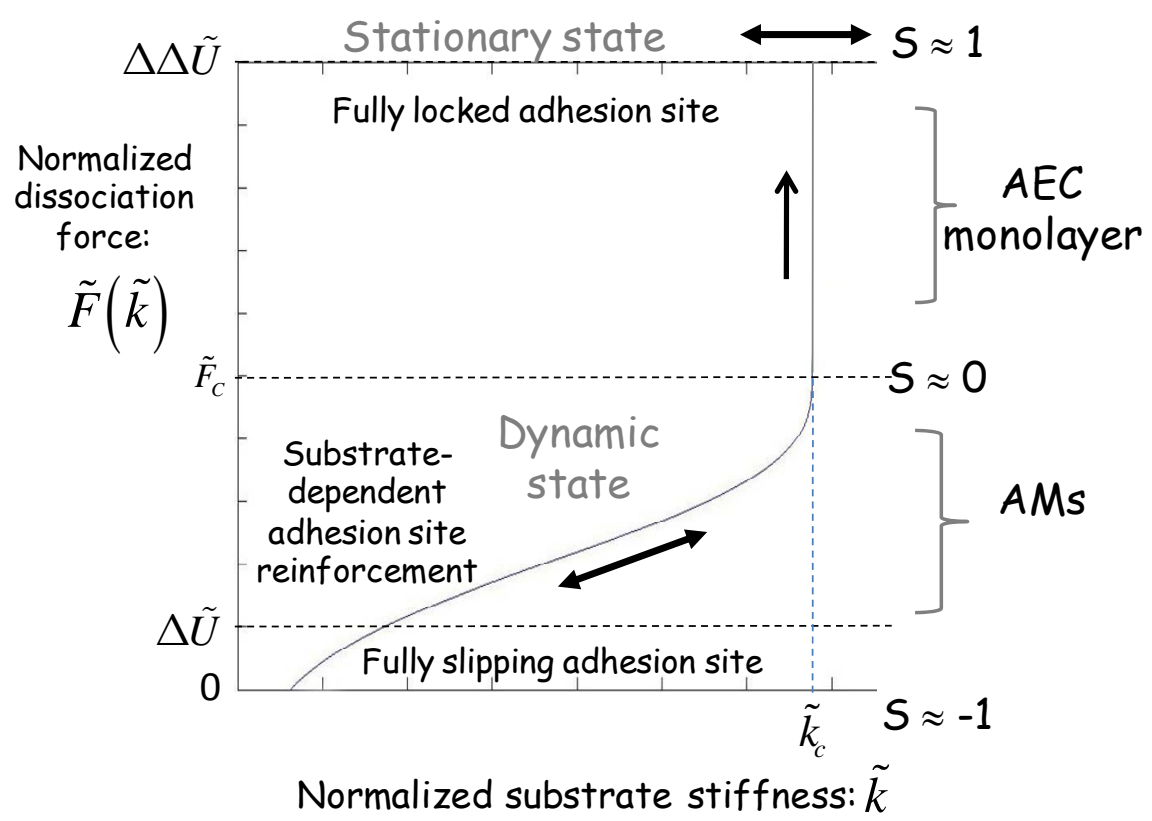 Stationary state
S ≈ 1
ΔΔŨ
Fully locked adhesion site
Normalized
dissociation
force:
F̃(k̃)
AEC
monolayer
F̃c
S ≈ 0
Dynamic
state
Substrate-
dependent
adhesion site
reinforcement
AMs
ΔŨ
Fully slipping adhesion site
0
S ≈ -1
k̃c
Normalized substrate stiffness: k̃